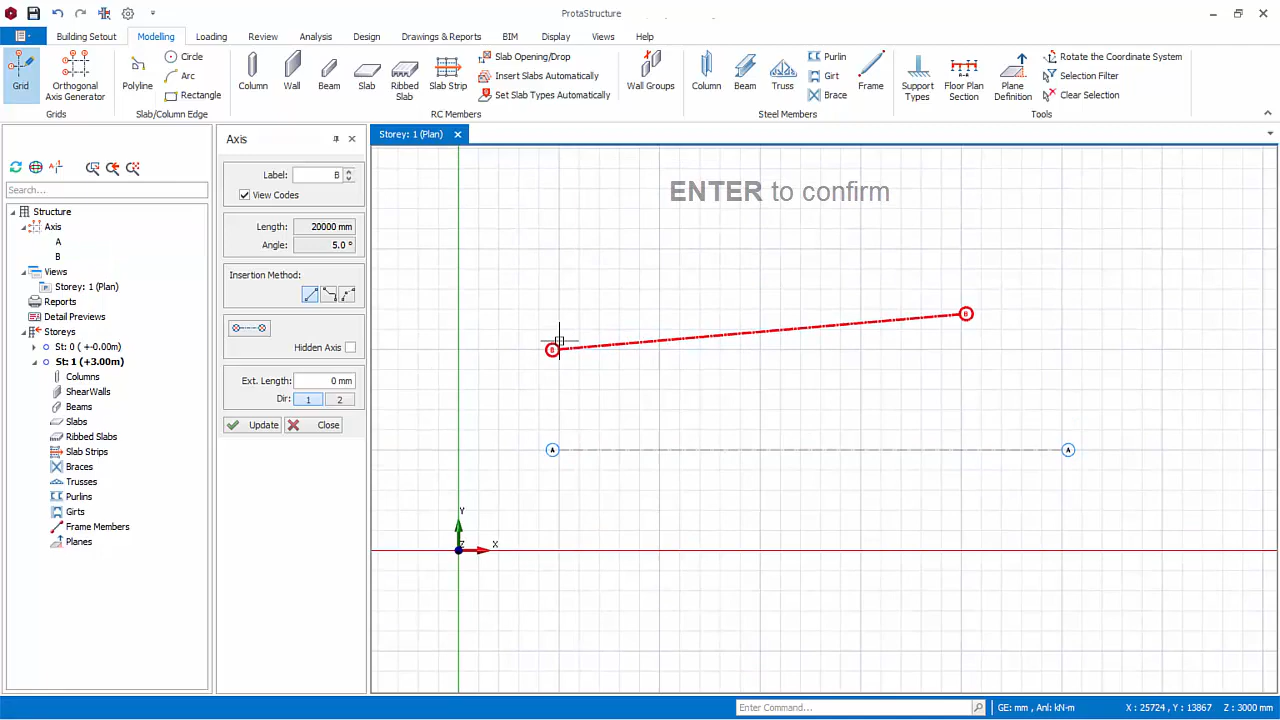 ProtaStructure
Building Setout
Modelling
Loading
Review
Analysis
Design
Drawings & Reports
BIM
Display
Views
Help
Grid
Orthogonal
Axis Generator
Grids
Polyline
Circle
Arc
Rectangle
Slab/Column Edge
Column
Wall
Beam
Slab
Ribbed
Slab
Slab Strip
Slab Opening/Drop
Insert Slabs Automatically
Set Slab Types Automatically
RC Members
Wall Groups
Column
Beam
Truss
Purlin
Girt
Brace
Frame
Steel Members
Support
Types
Floor Plan
Section
Plane
Definition
Rotate the Coordinate System
Selection Filter
Clear Selection
Tools
Search...
Structure
Axis
A
B
Views
Storey: 1 (Plan)
Reports
Detail Previews
Storeys
St: 0 ( +-0.00m)
St: 1 (+3.00m)
Columns
ShearWalls
Beams
Slabs
Ribbed Slabs
Slab Strips
Braces
Trusses
Purlins
Girts
Frame Members
Planes
Axis
Label: B
View Codes
Length: 20000 mm
Angle: 5.0 °
Insertion Method:
Hidden Axis
Ext. Length: 0 mm
Dir: 1 2
Update
Close
Storey: 1 (Plan)
ENTER to confirm
B
B
A
A
Y
Z
X
Enter Command...
GE: mm , Anl: kN-m
X : 25724 , Y : 13867
Z : 3000 mm